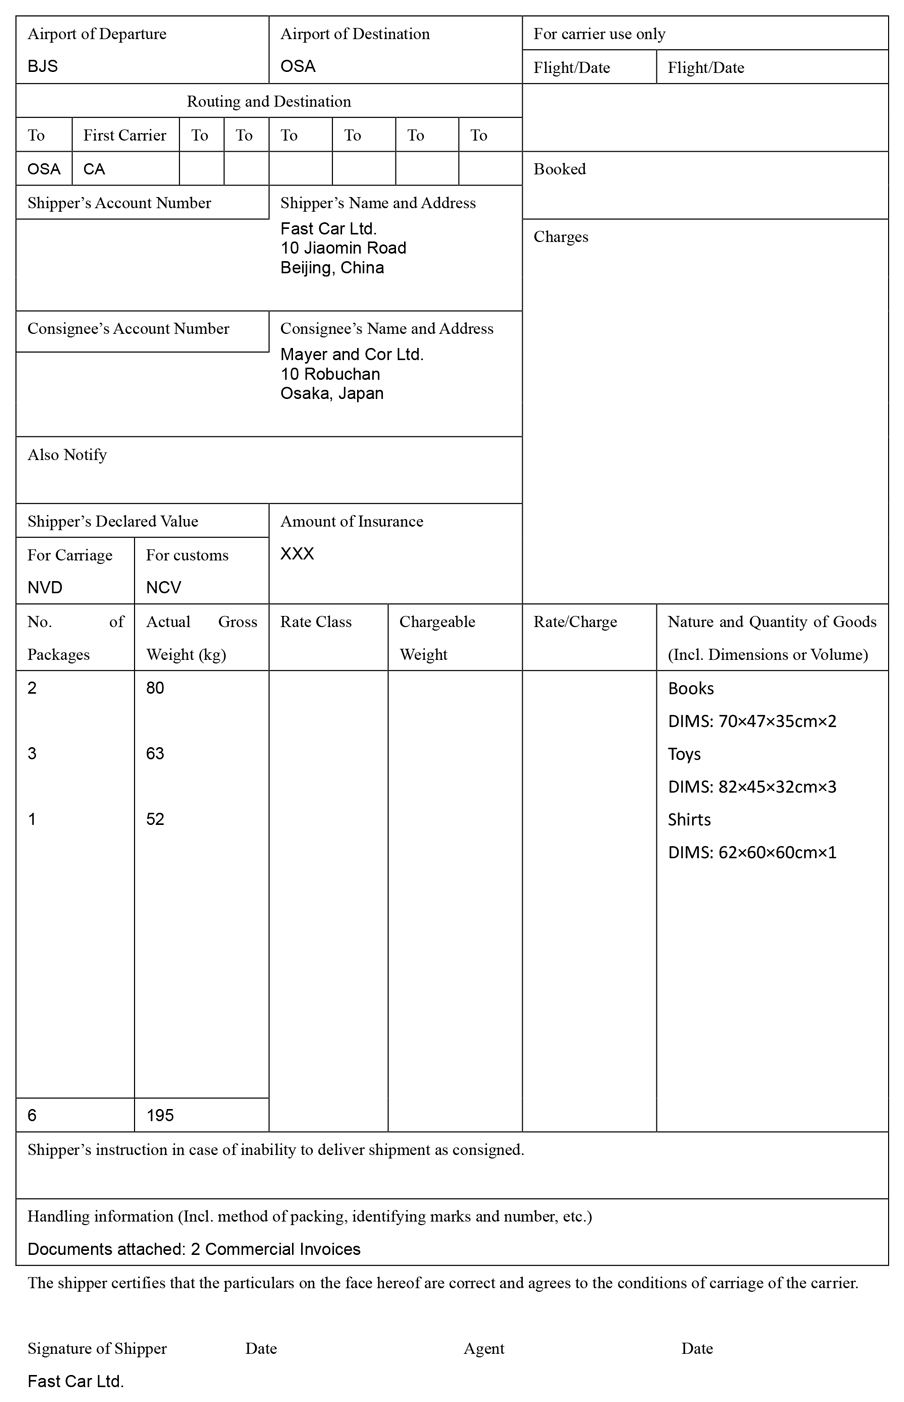 Airport of Departure
BJS
Airport of Destination
OSA
For carrier use only
Flight/Date
Flight/Date
Routing and Destination
To
First Carrier
To
To
To
To
To
To
OSA
CA
Booked
Shipper’s Account Number
Shipper’s Name and Address
Fast Car Ltd.
10 Jiaomin Road
Beijing, China
Charges
Consignee’s Account Number
Consignee’s Name and Address
Mayer and Cor Ltd.
10 Robuchan
Osaka, Japan
Also Notify
Shipper’s Declared Value
Amount of Insurance
XXX
For Carriage
NVD
For customs
NCV
No. of
Packages
Actual Gross
Weight (kg)
Rate Class
Chargeable
Weight
Rate/Charge
Nature and Quantity of Goods
(Incl. Dimensions or Volume)
2
80
Books
DIMS: 70×47×35cm×2
3
63
Toys
DIMS: 82×45×32cm×3
1
52
Shirts
DIMS: 62×60×60cm×1
6
195
Shipper’s instruction in case of inability to deliver shipment as consigned.
Handling information (Incl. method of packing, identifying marks and number, etc.)
Documents attached: 2 Commercial Invoices
The shipper certifies that the particulars on the face hereof are correct and agrees to the conditions of carriage of the carrier.
Signature of Shipper
Date
Agent
Date
Fast Car Ltd.